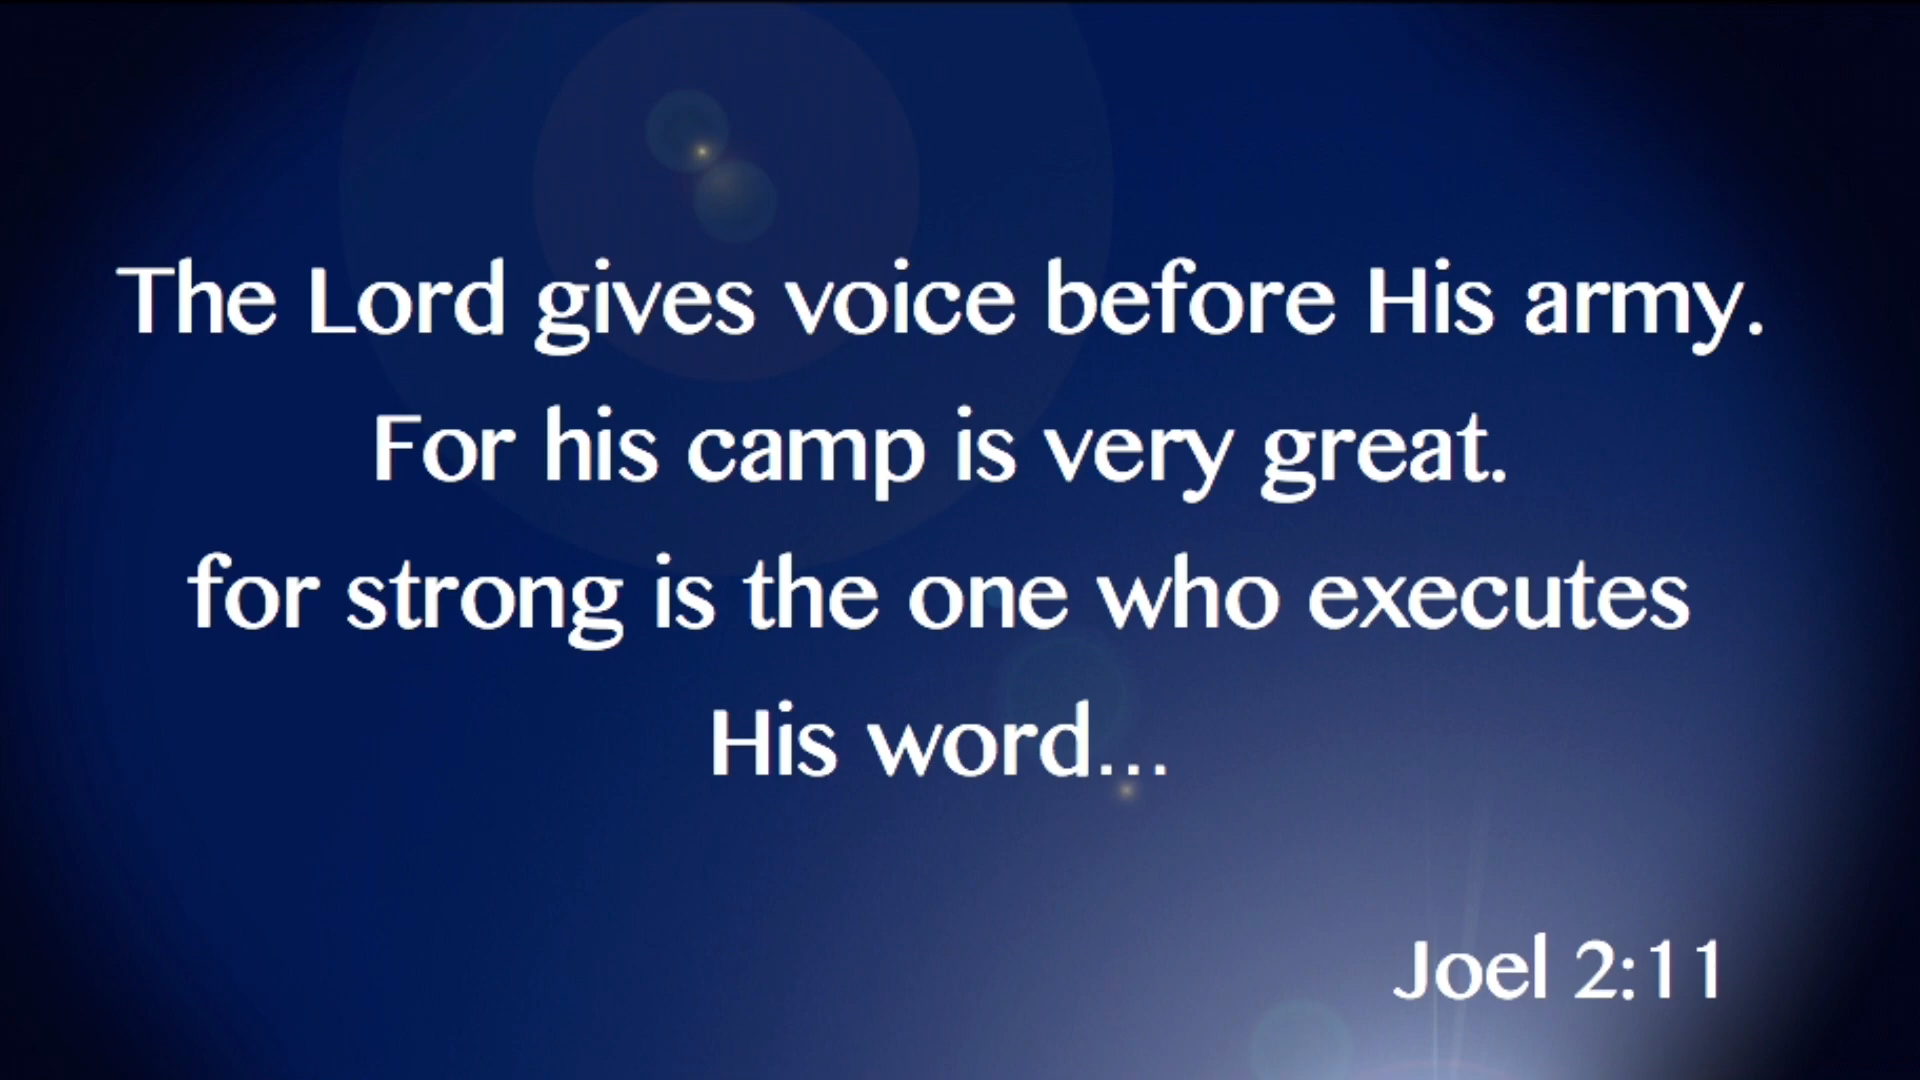 The Lord gives voice before His army.
For his camp is very great.
for strong is the one who executes
His word...
Joel 2:11